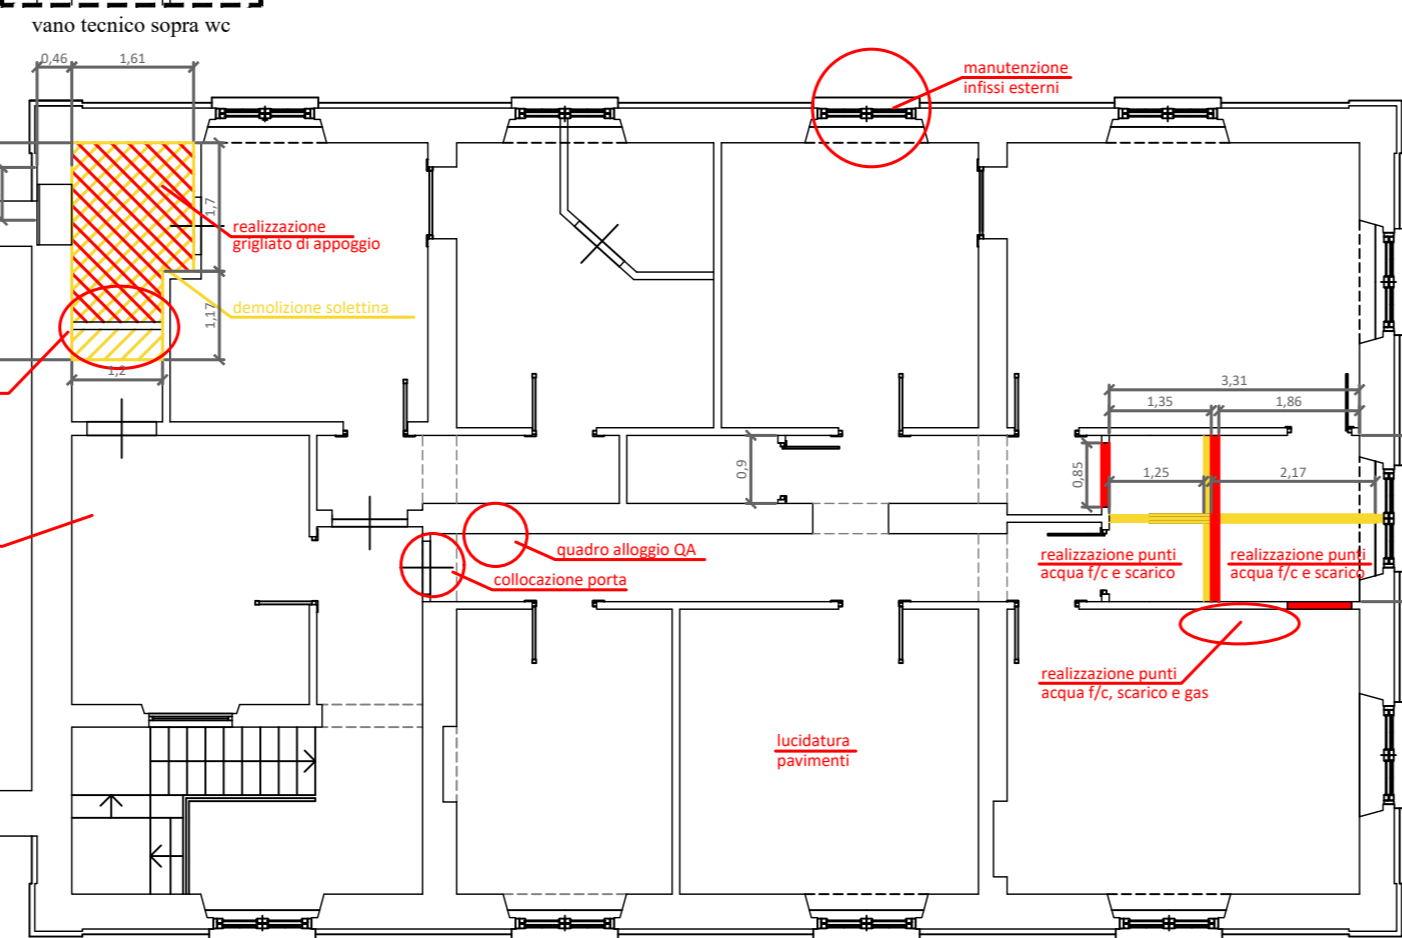 vano tecnico sopra wc
0,46
1,61
manutenzione
infissi esterni
1,7
realizzazione
grigliato di appoggio
demolizione solettina
1,17
1,2
3,31
1,35
1,86
0,9
0,85
1,25
2,17
quadro alloggio QA
collocazione porta
realizzazione punti
acqua f/c e scarico
realizzazione punti
acqua f/c e scarico
realizzazione punti
acqua f/c, scarico e gas
lucidatura
pavimenti